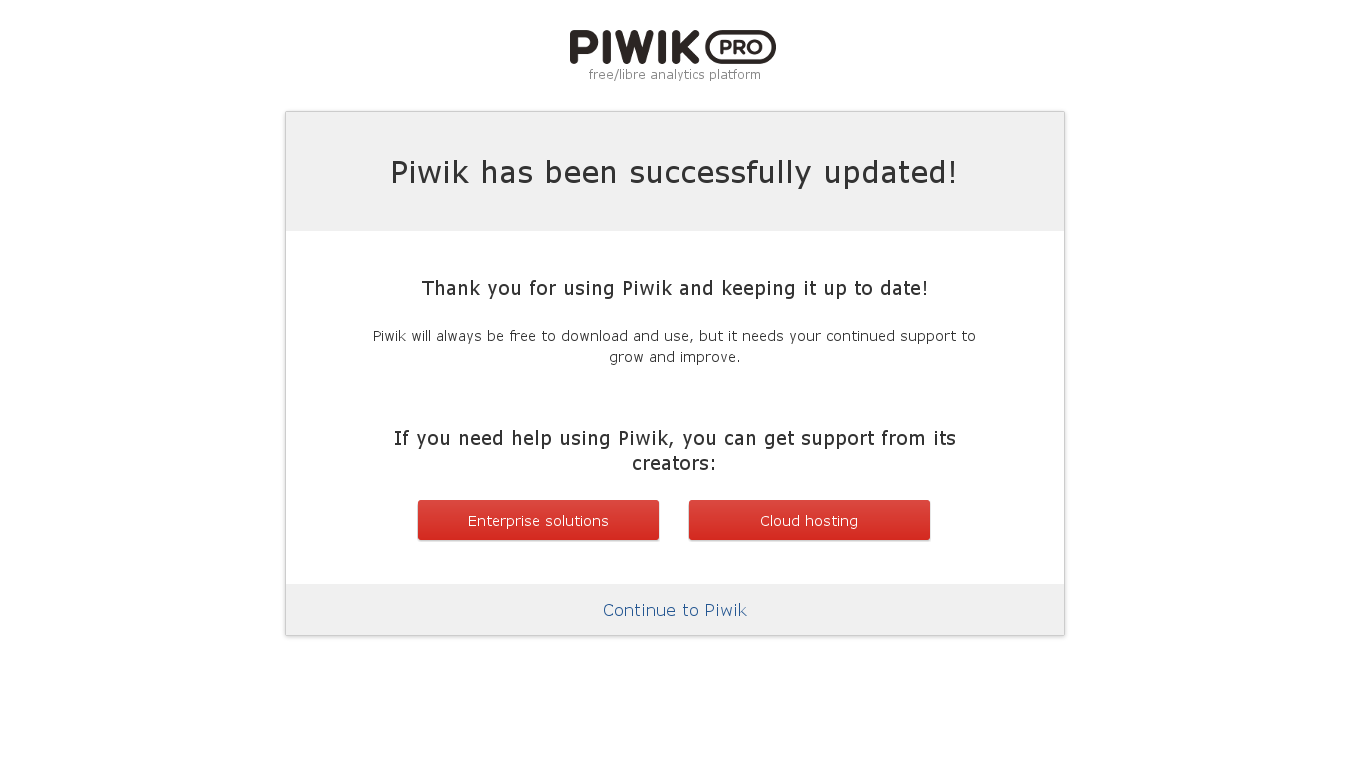 PIWIK PRO
free/libre analytics platform
Piwik has been successfully updated!
Thank you for using Piwik and keeping it up to date!
Piwik will always be free to download and use, but it needs your continued support to
grow and improve.
If you need help using Piwik, you can get support from its
creators:
Enterprise solutions
Cloud hosting
Continue to Piwik